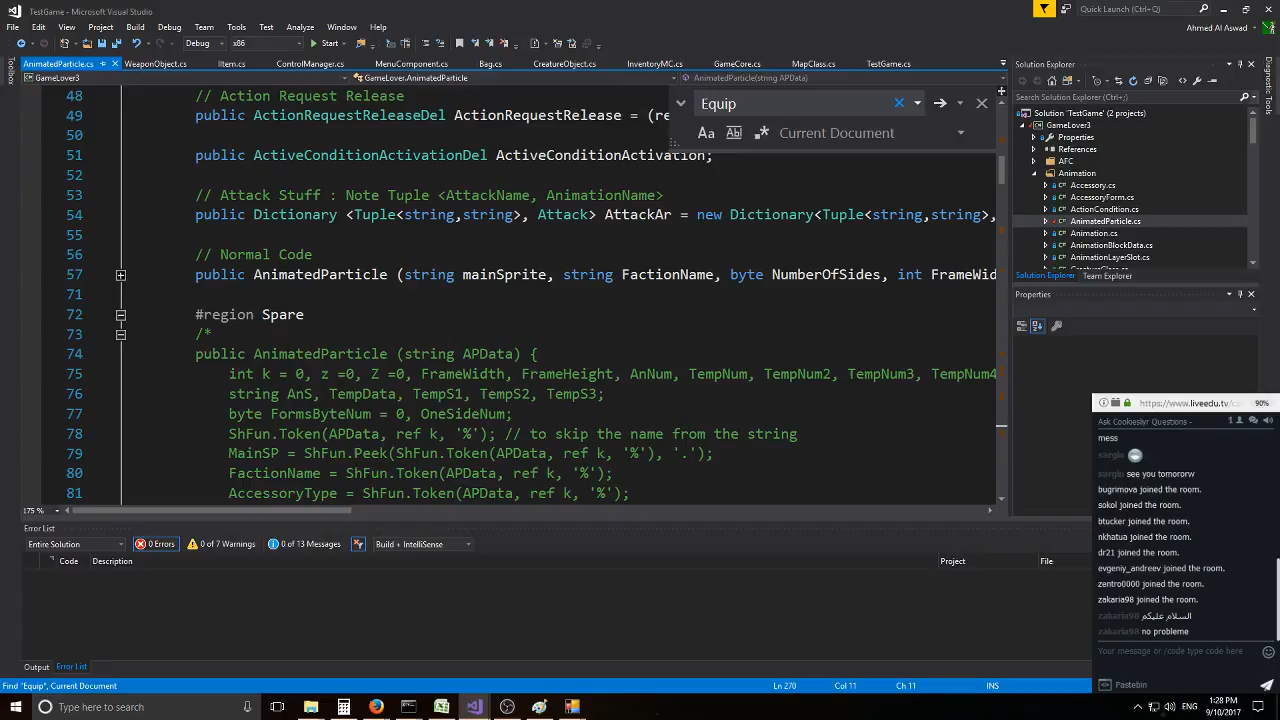 TestGame - Microsoft Visual Studio
Quick Launch (Ctrl+Q)
File Edit View Project Build Debug Team Tools Test Analyze Window Help
Ahmed Al Aswad
Debug x86 Start
AnimatedParticle.cs WeaponObject.cs IItem.cs ControlManager.cs MenuComponent.cs Bag.cs CreatureObject.cs InventoryMC.cs GameCore.cs MapClass.cs TestGame.cs
GameLover3 GameLover.AnimatedParticle AnimatedParticle(string APData)
Equip
Current Document
48 // Action Request Release
49 public ActionRequestReleaseDel ActionRequestRelease = (re
50
51 public ActiveConditionActivationDel ActiveConditionActivation;
52
53 // Attack Stuff : Note Tuple <AttackName, AnimationName>
54 public Dictionary <Tuple<string,string>, Attack> AttackAr = new Dictionary<Tuple<string,string>,
55
56 // Normal Code
57 public AnimatedParticle (string mainSprite, string FactionName, byte NumberOfSides, int FrameWid
71
72 #region Spare
73 /*
74 public AnimatedParticle (string APData) {
75 int k = 0, z =0, Z =0, FrameWidth, FrameHeight, AnNum, TempNum, TempNum2, TempNum3, TempNum4
76 string AnS, TempData, TempS1, TempS2, TempS3;
77 byte FormsByteNum = 0, OneSideNum;
78 ShFun.Token(APData, ref k, '%'); // to skip the name from the string
79 MainSP = ShFun.Peek(ShFun.Token(APData, ref k, '%'), '.');
80 FactionName = ShFun.Token(APData, ref k, '%');
81 AccessoryType = ShFun.Token(APData, ref k, '%');
175 %
Toolbox
Solution Explorer
Search Solution Explorer (Ctrl+;)
Solution 'TestGame' (2 projects)
GameLover3
Properties
References
AFC
Animation
Accessory.cs
AccessoryForm.cs
ActionCondition.cs
AnimatedParticle.cs
Animation.cs
AnimationBlockData.cs
AnimationLayerSlot.cs
Solution Explorer Team Explorer
Properties
Diagnostic Tools
Error List
Entire Solution 0 Errors 0 of 7 Warnings 0 of 13 Messages Build + IntelliSense
Code Description Project File
Output Error List
Find "Equip", Current Document
Ln 270 Col 11 Ch 11 INS
90%
Ask Cookieslyr Questions - 1
mess
sargin
sargin see you tomororw
bugrimova joined the room.
sokol joined the room.
btucker joined the room.
nkhatua joined the room.
dr21 joined the room.
evgeniy_andreev joined the room.
zentro0000 joined the room.
zakaria98 joined the room.
zakaria98 السلام عليكم
zakaria98 no probleme
Your message or /code type code here
Pastebin
Type here to search
1:28 PM
9/10/2017